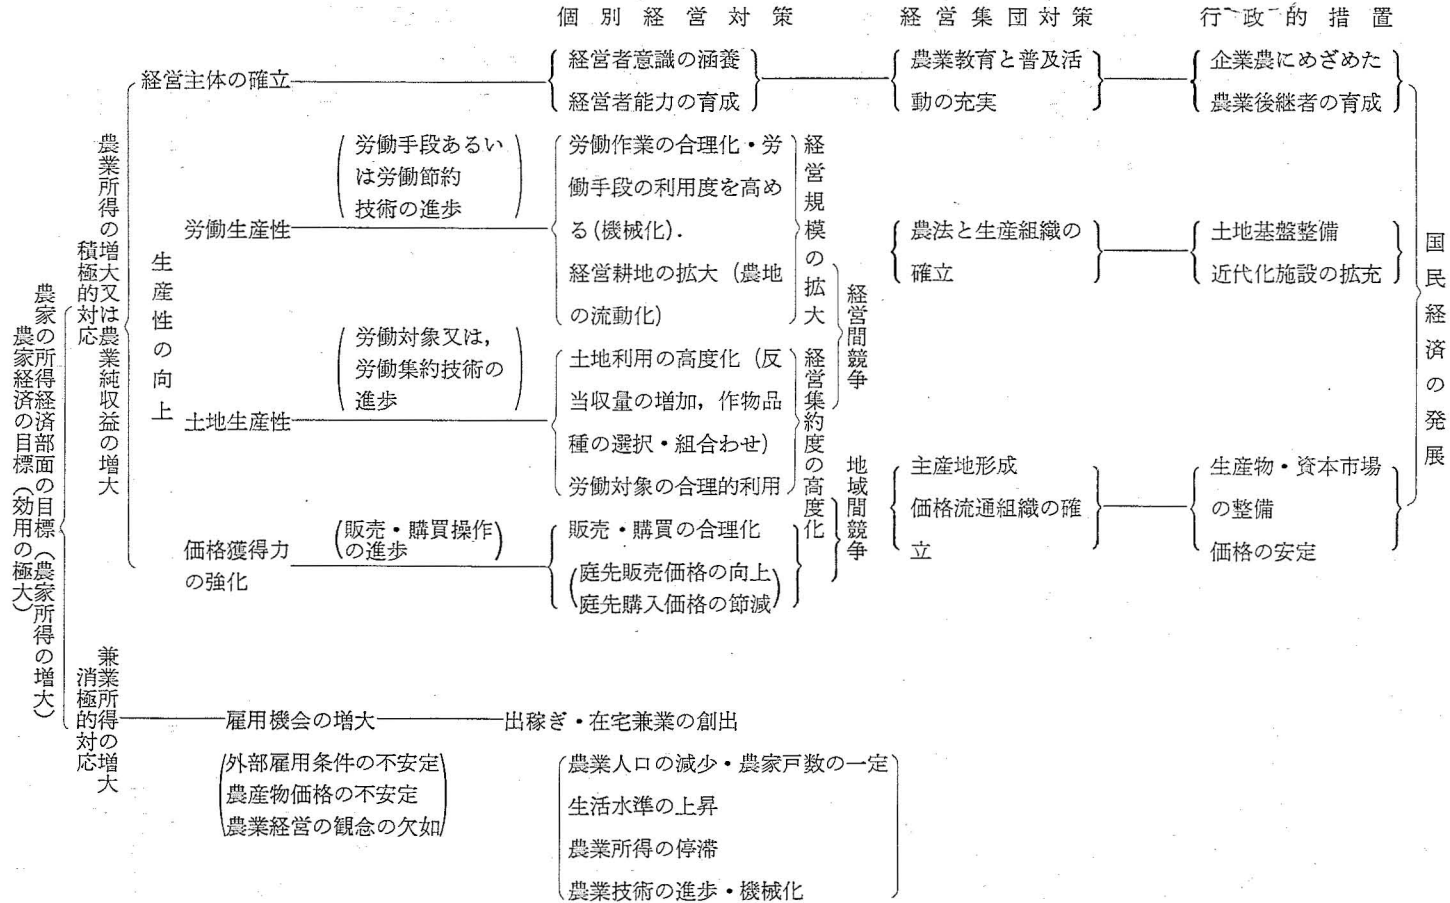 個別経営対策
経営集団対策
行政的措置
農家経済の目標（効用の極大）
農家の所得経済部面の目標（農家所得の増大）
積極的対応
農業所得の増大又は農業純収益の増大
経営主体の確立
経営者意識の涵養
経営者能力の育成
農業教育と普及活
動の充実
企業農にめざめた
農業後継者の育成
生産性の向上
労働生産性
労働手段あるい
は労働節約
技術の進歩
労働作業の合理化・労
働手段の利用度を高め
る(機械化).
経営耕地の拡大（農地
の流動化）
経営規模の拡大
経営間競争
農法と生産組織の
確立
土地基盤整備
近代化施設の拡充
土地生産性
労働対象又は，
労働集約技術の
進歩
土地利用の高度化（反
当収量の増加，作物品
種の選択・組合わせ）
労働対象の合理的利用
経営集約度の高度化
地域間競争
主産地形成
価格流通組織の確
立
生産物・資本市場
の整備
価格の安定
価格獲得力
の強化
(販売・購買操作
の進歩)
販売・購買の合理化
(庭先販売価格の向上
庭先購入価格の節減)
国民経済の発展
消極的対応
兼業所得の増大
雇用機会の増大
出稼ぎ・在宅兼業の創出
外部雇用条件の不安定
農産物価格の不安定
農業経営の観念の欠如
農業人口の減少・農家戸数の一定
生活水準の上昇
農業所得の停滞
農業技術の進歩・機械化